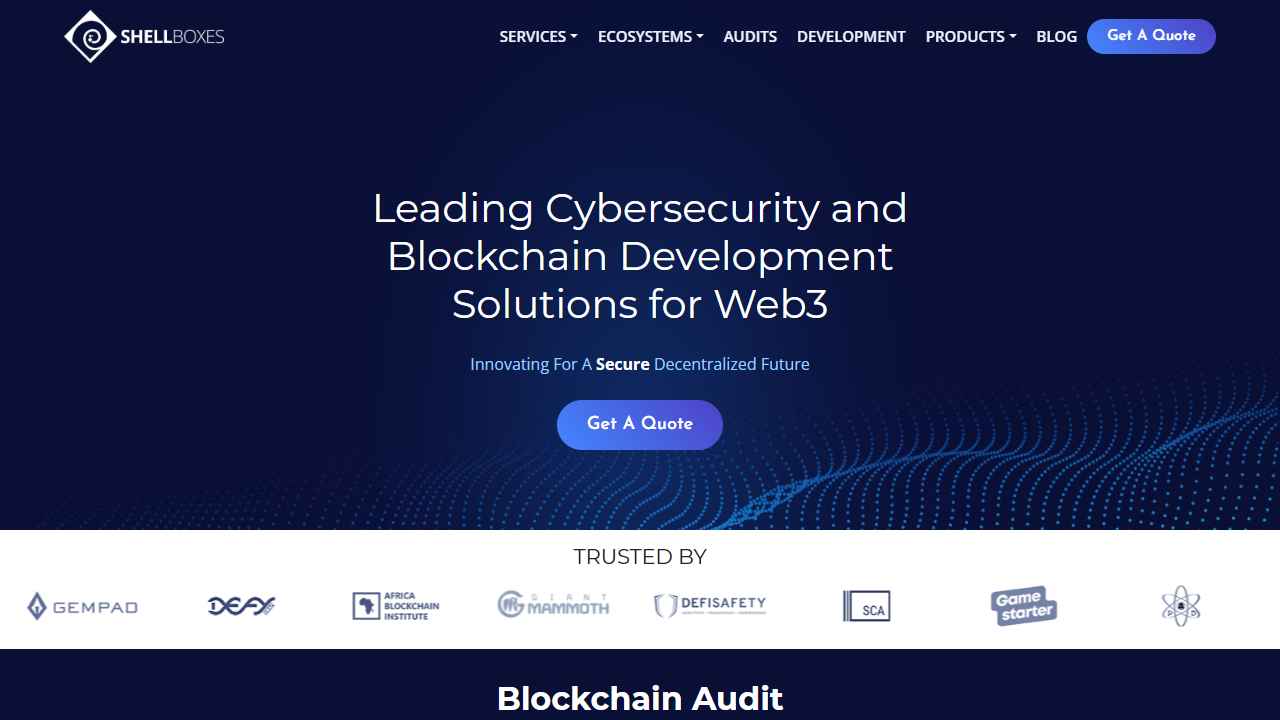 SHELLBOXES
SERVICES ECOSYSTEMS AUDITS DEVELOPMENT PRODUCTS BLOG Get A Quote
Leading Cybersecurity and
Blockchain Development
Solutions for Web3
Innovating For A Secure Decentralized Future
Get A Quote
TRUSTED BY
GEMPAD
DEFY
AFRICA
BLOCKCHAIN
INSTITUTE
GIANT
MAMMOTH
DEFISAFETY
SCA
Game
starter
Blockchain Audit